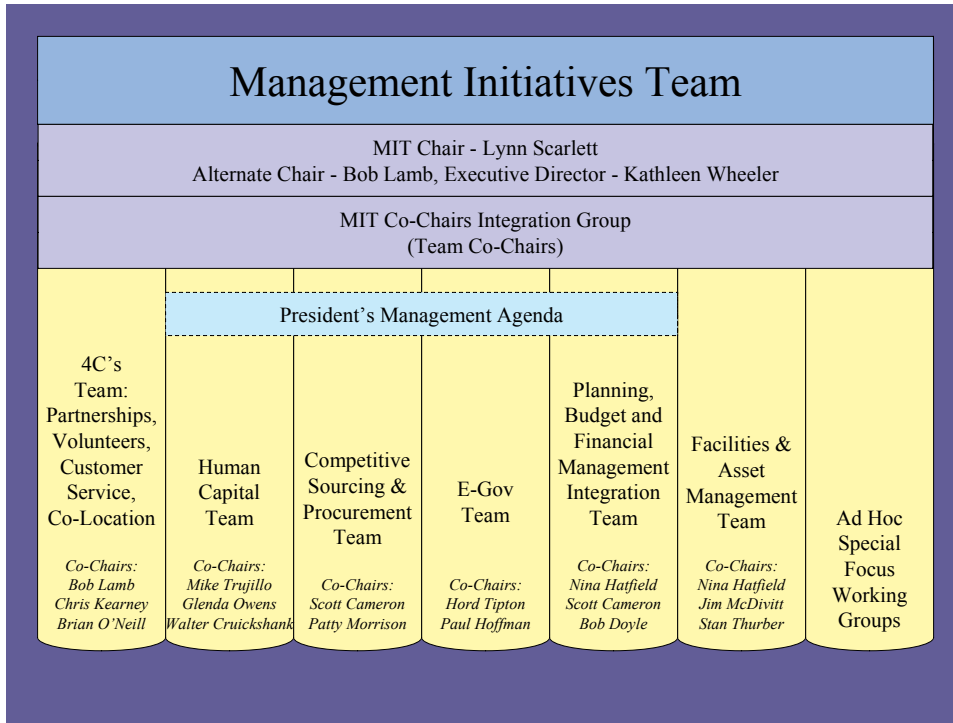 Management Initiatives Team
MIT Chair - Lynn Scarlett
Alternate Chair - Bob Lamb, Executive Director - Kathleen Wheeler
MIT Co-Chairs Integration Group
(Team Co-Chairs)
President’s Management Agenda
4C’s
Team:
Partnerships,
Volunteers,
Customer
Service,
Co-Location
Co-Chairs:
Bob Lamb
Chris Kearney
Brian O’Neill
Human
Capital
Team
Co-Chairs:
Mike Trujillo
Glenda Owens
Walter Cruickshank
Competitive
Sourcing &
Procurement
Team
Co-Chairs:
Scott Cameron
Patty Morrison
E-Gov
Team
Co-Chairs:
Hord Tipton
Paul Hoffman
Planning,
Budget and
Financial
Management
Integration
Team
Co-Chairs:
Nina Hatfield
Scott Cameron
Bob Doyle
Facilities &
Asset
Management
Team
Co-Chairs:
Nina Hatfield
Jim McDivitt
Stan Thurber
Ad Hoc
Special
Focus
Working
Groups